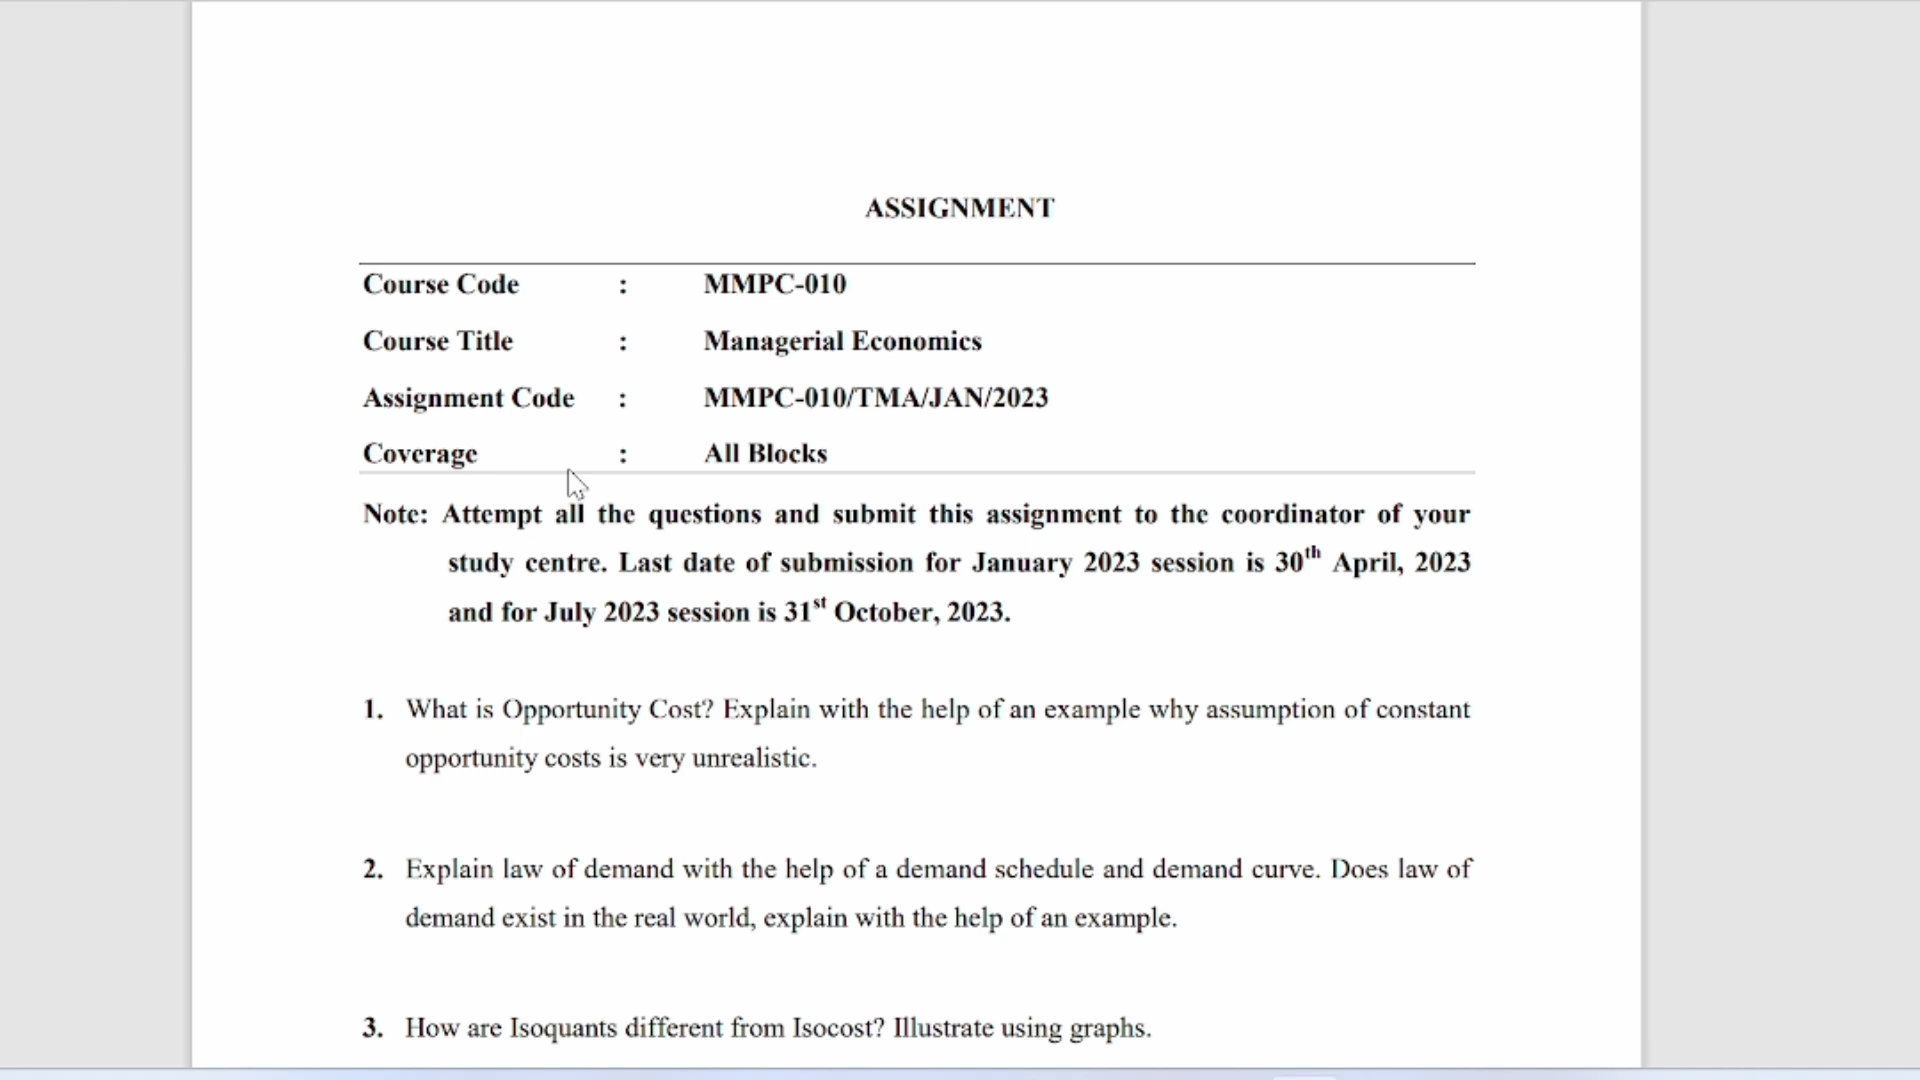 ASSIGNMENT
Course Code : MMPC-010
Course Title : Managerial Economics
Assignment Code : MMPC-010/TMA/JAN/2023
Coverage : All Blocks
Note: Attempt all the questions and submit this assignment to the coordinator of your
study centre. Last date of submission for January 2023 session is 30th April, 2023
and for July 2023 session is 31st October, 2023.
1. What is Opportunity Cost? Explain with the help of an example why assumption of constant
opportunity costs is very unrealistic.
2. Explain law of demand with the help of a demand schedule and demand curve. Does law of
demand exist in the real world, explain with the help of an example.
3. How are Isoquants different from Isocost? Illustrate using graphs.